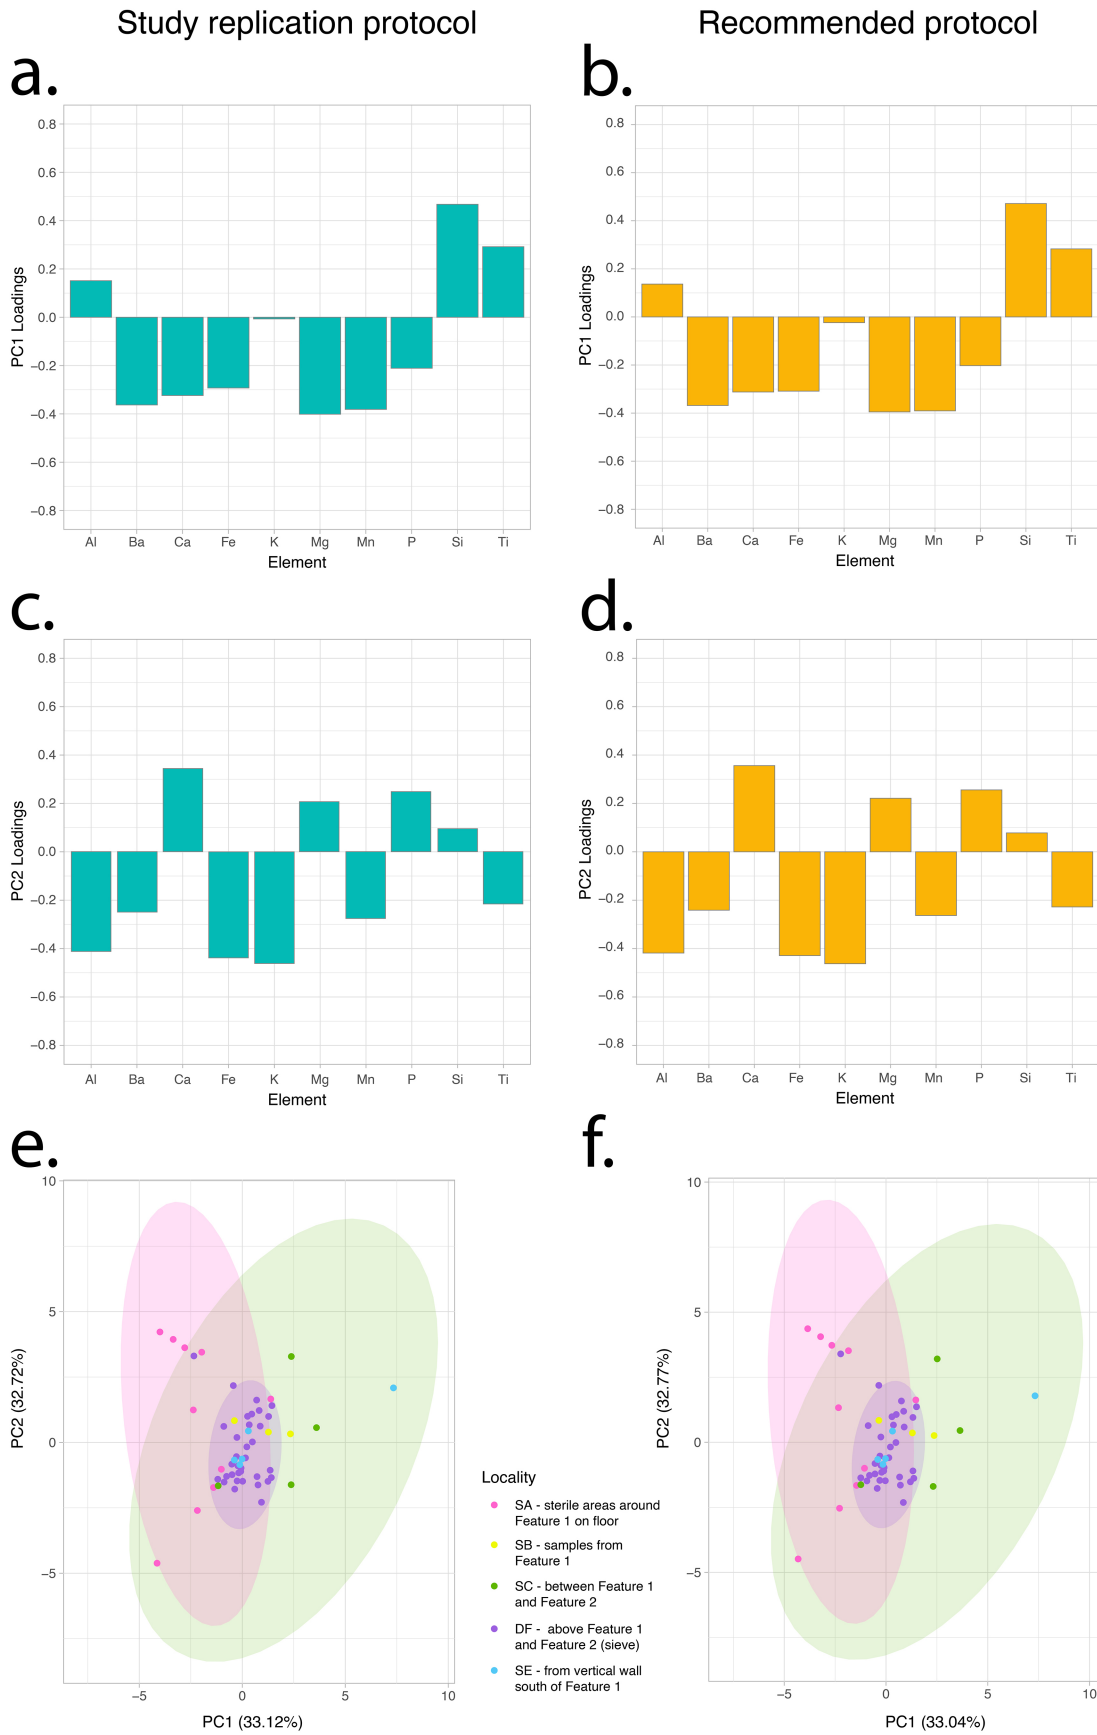 Study replication protocol
Recommended protocol
a.
b.
0.8
0.6
0.4
0.2
0.0
−0.2
−0.4
−0.6
−0.8
PC1 Loadings
Al Ba Ca Fe K Mg Mn P Si Ti
Element
0.8
0.6
0.4
0.2
0.0
−0.2
−0.4
−0.6
−0.8
PC1 Loadings
Al Ba Ca Fe K Mg Mn P Si Ti
Element
c.
d.
0.8
0.6
0.4
0.2
0.0
−0.2
−0.4
−0.6
−0.8
PC2 Loadings
Al Ba Ca Fe K Mg Mn P Si Ti
Element
0.8
0.6
0.4
0.2
0.0
−0.2
−0.4
−0.6
−0.8
PC2 Loadings
Al Ba Ca Fe K Mg Mn P Si Ti
Element
e.
f.
10
5
0
−5
PC2 (32.72%)
−5 0 5 10
PC1 (33.12%)
Locality
SA - sterile areas around
Feature 1 on floor
SB - samples from
Feature 1
SC - between Feature 1
and Feature 2
DF - above Feature 1
and Feature 2 (sieve)
SE - from vertical wall
south of Feature 1
10
5
0
−5
PC2 (32.77%)
−5 0 5 10
PC1 (33.04%)